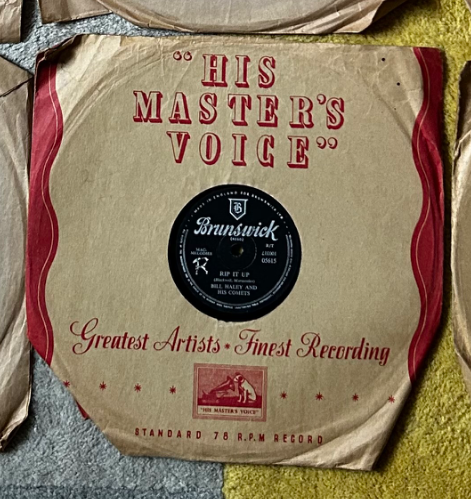 "HIS
MASTER'S
VOICE"
Brunswick
05615
RIP IT UP
BILL HALEY AND
HIS COMETS
Greatest Artists · Finest Recording
"HIS MASTER'S VOICE"
STANDARD 78 R.P.M RECORD